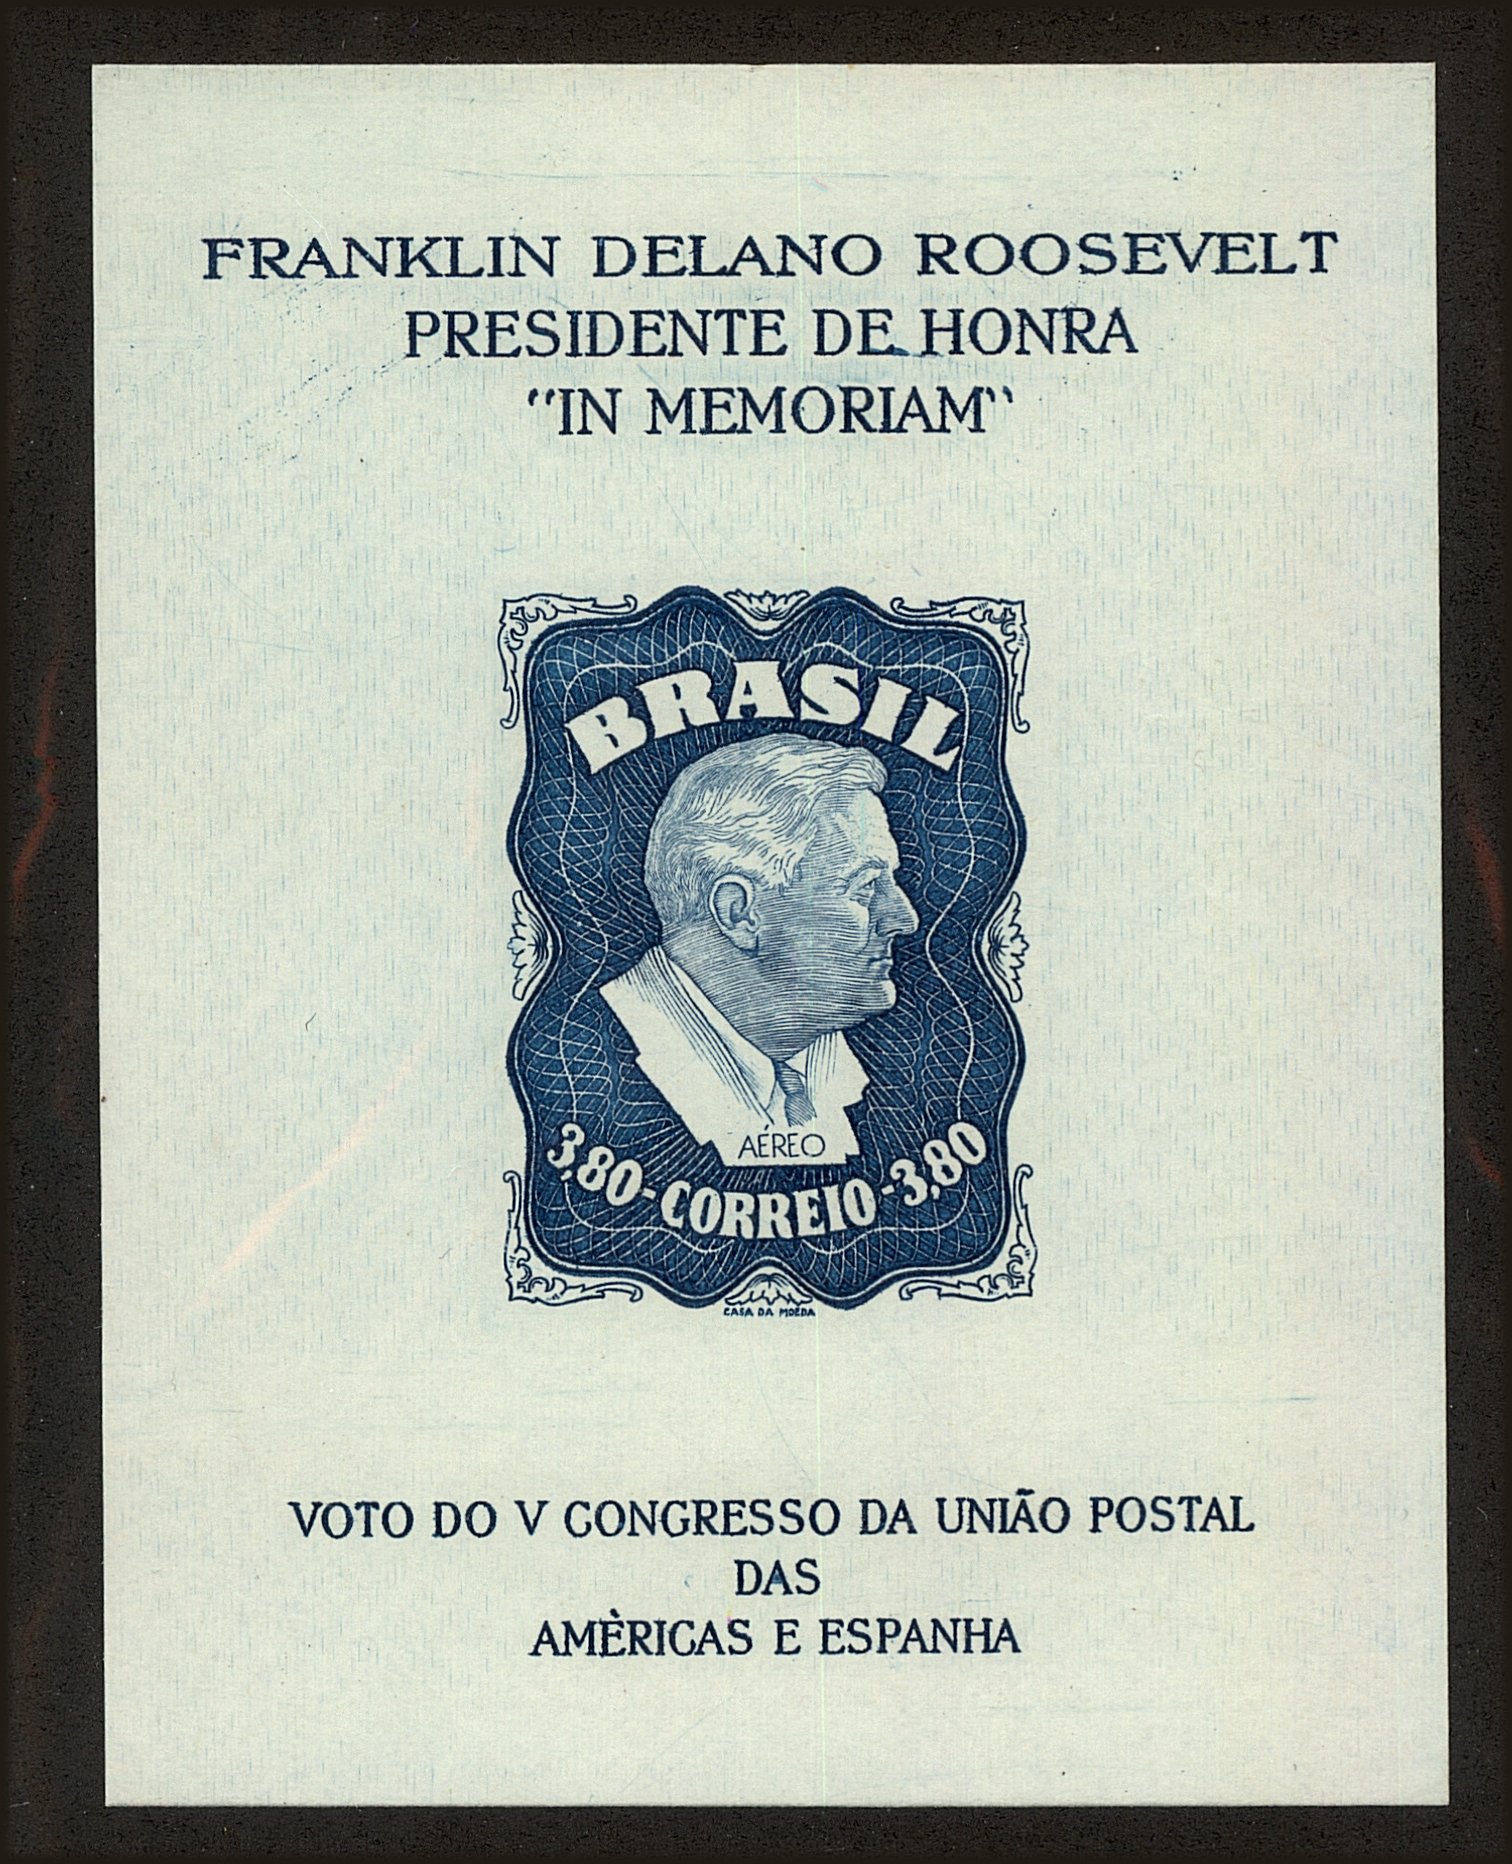 FRANKLIN DELANO ROOSEVELT
PRESIDENTE DE HONRA
"IN MEMORIAM"
BRASIL
AÉREO
3,80-CORREIO-3,80
CASA DA MOEDA
VOTO DO V CONGRESSO DA UNIÃO POSTAL
DAS
AMÈRICAS E ESPANHA